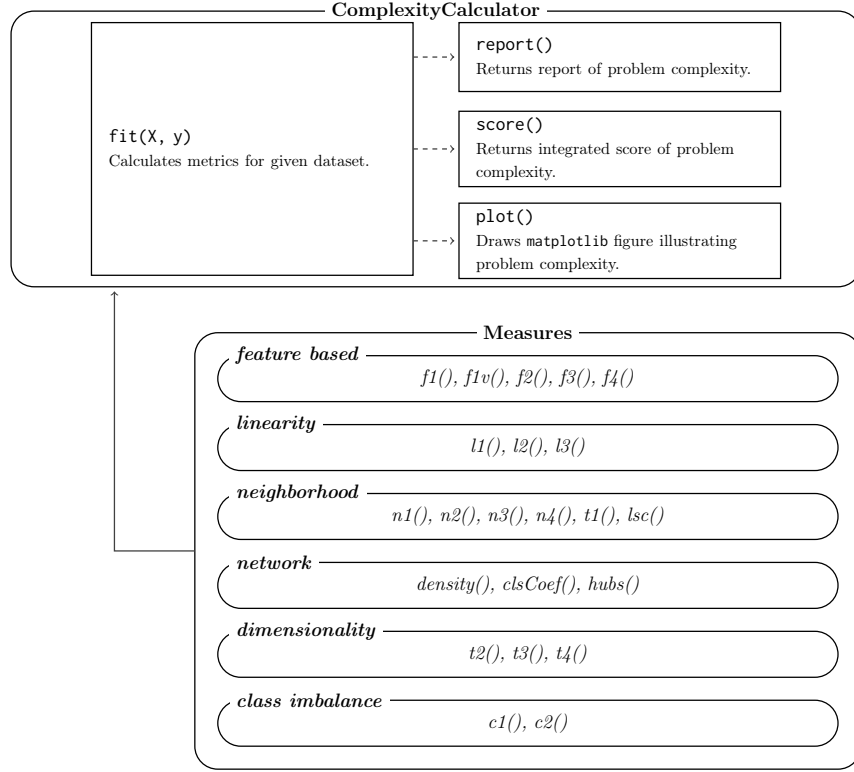 ComplexityCalculator
fit(X, y)
Calculates metrics for given dataset.
report()
Returns report of problem complexity.
score()
Returns integrated score of problem
complexity.
plot()
Draws matplotlib figure illustrating
problem complexity.
Measures
feature based
f1(), f1v(), f2(), f3(), f4()
linearity
l1(), l2(), l3()
neighborhood
n1(), n2(), n3(), n4(), t1(), lsc()
network
density(), clsCoef(), hubs()
dimensionality
t2(), t3(), t4()
class imbalance
c1(), c2()